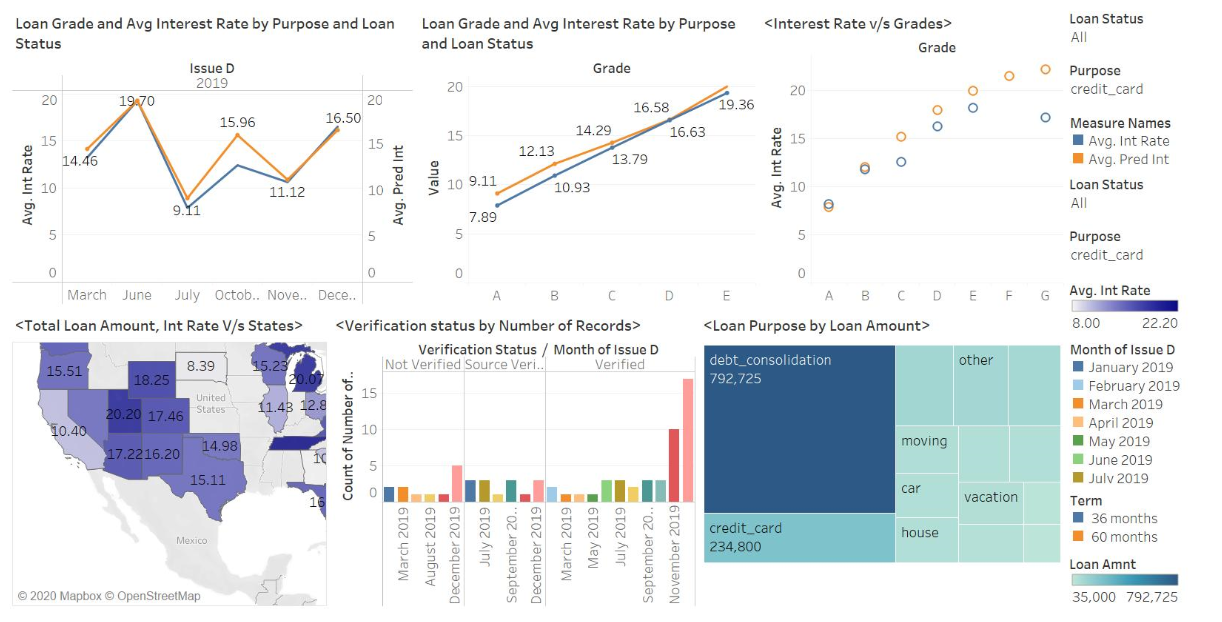 Loan Grade and Avg Interest Rate by Purpose and Loan
Status
Issue D
2019
Avg. Int Rate
20
15
10
5
0
14.46
19.70
9.11
15.96
11.12
16.50
20
15
10
5
0
Avg. Pred Int
March June July Octob.. Nove.. Dece..
Loan Grade and Avg Interest Rate by Purpose
and Loan Status
Grade
Value
20
15
10
5
0
9.11
7.89
12.13
10.93
14.29
13.79
16.58
16.63
19.36
A B C D E
<Interest Rate v/s Grades>
Grade
Avg. Int Rate
20
15
10
5
0
A B C D E F G
Loan Status
All
Purpose
credit_card
Measure Names
Avg. Int Rate
Avg. Pred Int
Loan Status
All
Purpose
credit_card
Avg. Int Rate
8.00 22.20
Month of Issue D
January 2019
February 2019
March 2019
April 2019
May 2019
June 2019
July 2019
Term
36 months
60 months
Loan Amnt
35,000 792,725
<Total Loan Amount, Int Rate V/s States>
15.51
18.25
8.39
15.23
20.07
United
States
10.40
20.20
17.46
11.43
12.8
17.22
16.20
14.98
15.11
10
16
Mexico
© 2020 Mapbox © OpenStreetMap
<Verification status by Number of Records>
Verification Status / Month of Issue D
Not Verified Source Veri.. Verified
Count of Number of..
15
10
5
0
March 2019
August 2019
December 2019
July 2019
September 20..
December 2019
March 2019
May 2019
July 2019
September 20..
November 2019
<Loan Purpose by Loan Amount>
debt_consolidation
792,725
credit_card
234,800
other
moving
car
house
vacation